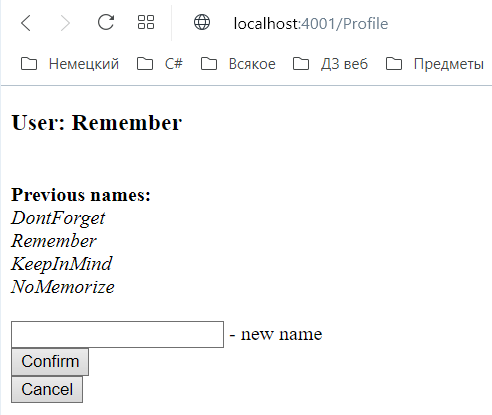 localhost:4001/Profile
Немецкий C# Всякое ДЗ веб Предметы
User: Remember
Previous names:
DontForget
Remember
KeepInMind
NoMemorize
- new name
Confirm
Cancel